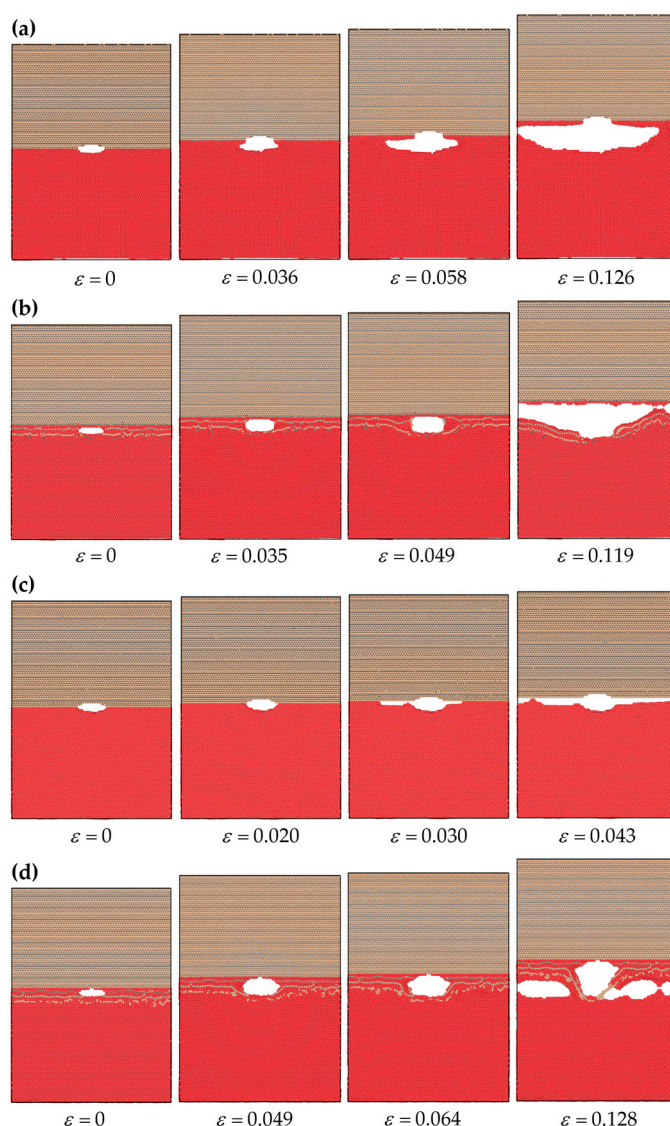 (a)
ε = 0 ε = 0.036 ε = 0.058 ε = 0.126
(b)
ε = 0 ε = 0.035 ε = 0.049 ε = 0.119
(c)
ε = 0 ε = 0.020 ε = 0.030 ε = 0.043
(d)
ε = 0 ε = 0.049 ε = 0.064 ε = 0.128